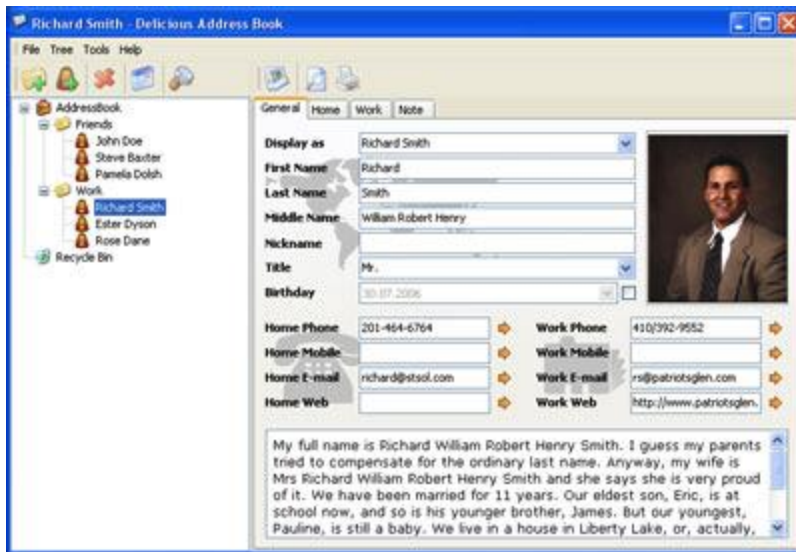 Richard Smith - Delicious Address Book
File Tree Tools Help
AddressBook
Friends
John Doe
Steve Baxter
Pamela Dolsh
Work
Richard Smith
Ester Dyson
Rose Dane
Recycle Bin
General Home Work Note
Display as Richard Smith
First Name Richard
Last Name Smith
Middle Name William Robert Henry
Nickname
Title Mr.
Birthday 30.07.2006
Home Phone 201-464-6764 Work Phone 410/392-9552
Home Mobile Work Mobile
Home E-mail richard@stsol.com Work E-mail rs@patriotsglen.com
Home Web Work Web http://www.patriotsglen.
My full name is Richard William Robert Henry Smith. I guess my parents
tried to compensate for the ordinary last name. Anyway, my wife is
Mrs Richard William Robert Henry Smith and she says she is very proud
of it. We have been married for 11 years. Our eldest son, Eric, is at
school now, and so is his younger brother, James. But our youngest,
Pauline, is still a baby. We live in a house in Liberty Lake, or, actually,